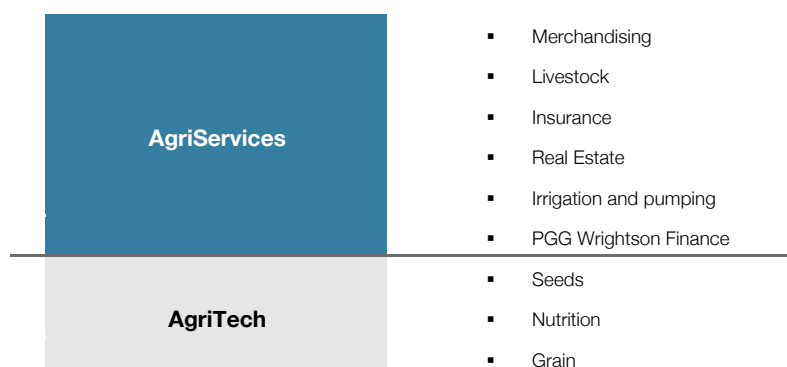 AgriServices
▪ Merchandising
▪ Livestock
▪ Insurance
▪ Real Estate
▪ Irrigation and pumping
▪ PGG Wrightson Finance
AgriTech
▪ Seeds
▪ Nutrition
▪ Grain